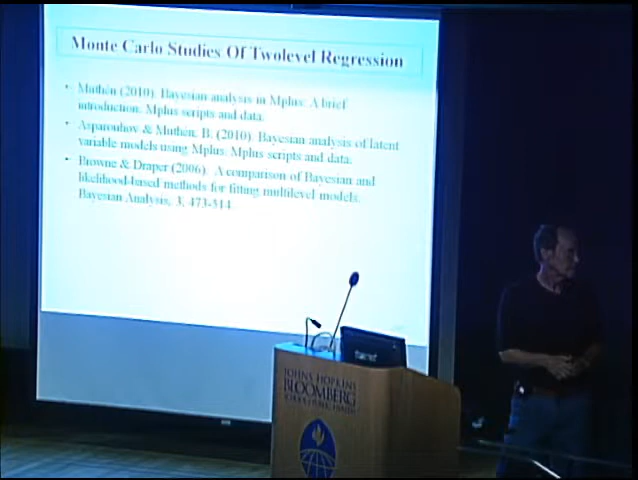 Monte Carlo Studies Of Twolevel Regression
• Muthén (2010). Bayesian analysis in Mplus: A brief
introduction. Mplus scripts and data.
• Asparouhov & Muthén, B. (2010). Bayesian analysis of latent
variable models using Mplus. Mplus scripts and data.
• Browne & Draper (2006). A comparison of Bayesian and
likelihood-based methods for fitting multilevel models.
Bayesian Analysis, 3, 473-514.
JOHNS HOPKINS
BLOOMBERG